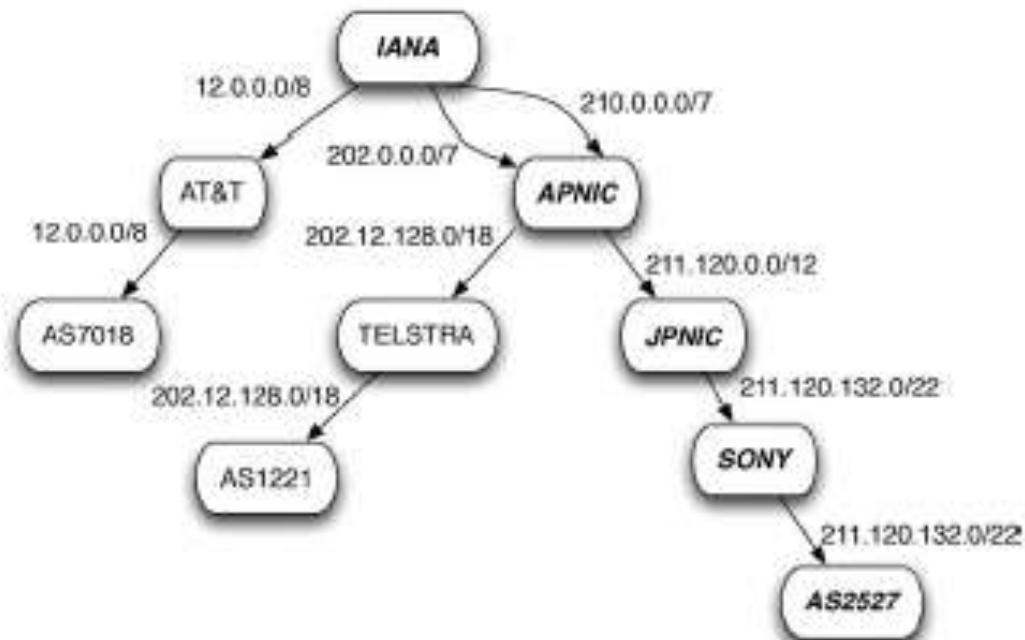 IANA
12.0.0.0/8
210.0.0.0/7
202.0.0.0/7
AT&T
APNIC
12.0.0.0/8
202.12.128.0/18
211.120.0.0/12
AS7018
TELSTRA
JPNIC
202.12.128.0/18
211.120.132.0/22
AS1221
SONY
211.120.132.0/22
AS2527